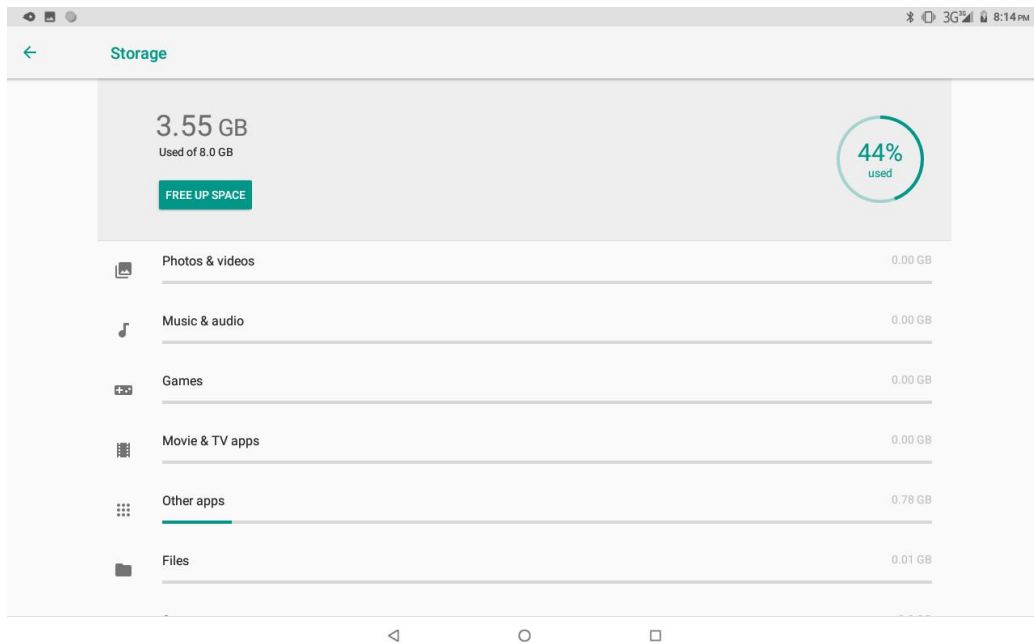 3G 3G 8:14 PM
Storage
3.55 GB
Used of 8.0 GB
44%
used
FREE UP SPACE
Photos & videos 0.00 GB
Music & audio 0.00 GB
Games 0.00 GB
Movie & TV apps 0.00 GB
Other apps 0.78 GB
Files 0.01 GB